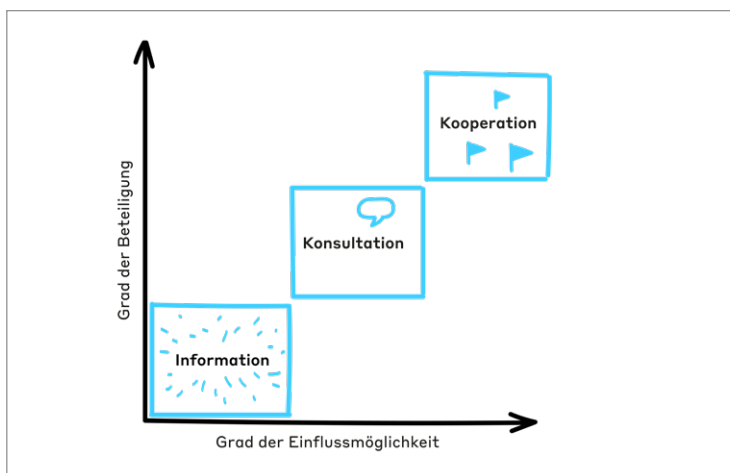 Kooperation
Konsultation
Information
Grad der Beteiligung
Grad der Einflussmöglichkeit